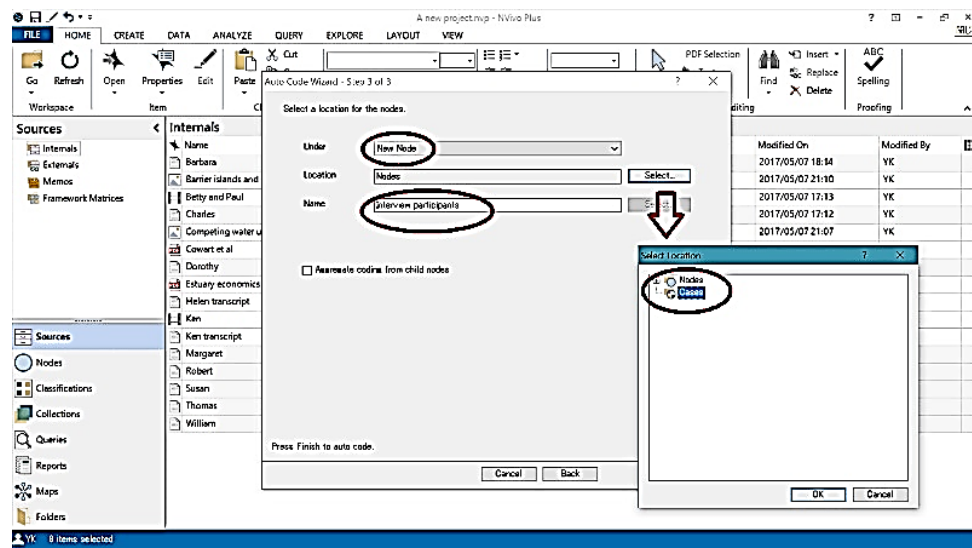 A new project.nvp - NVivo Plus
FILE HOME CREATE DATA ANALYZE QUERY EXPLORE LAYOUT VIEW
Go Refresh Open Properties Edit Paste Cut PDF Selection Find Insert Replace Delete ABC Spelling
Workspace Item Proofing
Auto Code Wizard - Step 3 of 3
Select a location for the nodes.
Under New Node
Location Nodes Select...
Name Interview participants
Aggregate coding from child nodes
Press Finish to auto code.
Cancel Back
Select Location
Nodes
Cases
OK Cancel
Sources
Internals
Externals
Memos
Framework Matrices
Sources
Nodes
Classifications
Collections
Queries
Reports
Maps
Folders
Internals
Name Modified On Modified By
Barbara 2017/05/07 18:14 YK
Barrier islands and 2017/05/07 21:10 YK
Betty and Paul 2017/05/07 17:13 YK
Charles 2017/05/07 17:12 YK
Competing water u 2017/05/07 21:07 YK
Cowart et al
Dorothy
Estuary economics
Helen transcript
Ken
Ken transcript
Margaret
Robert
Susan
Thomas
William
YK 8 items selected